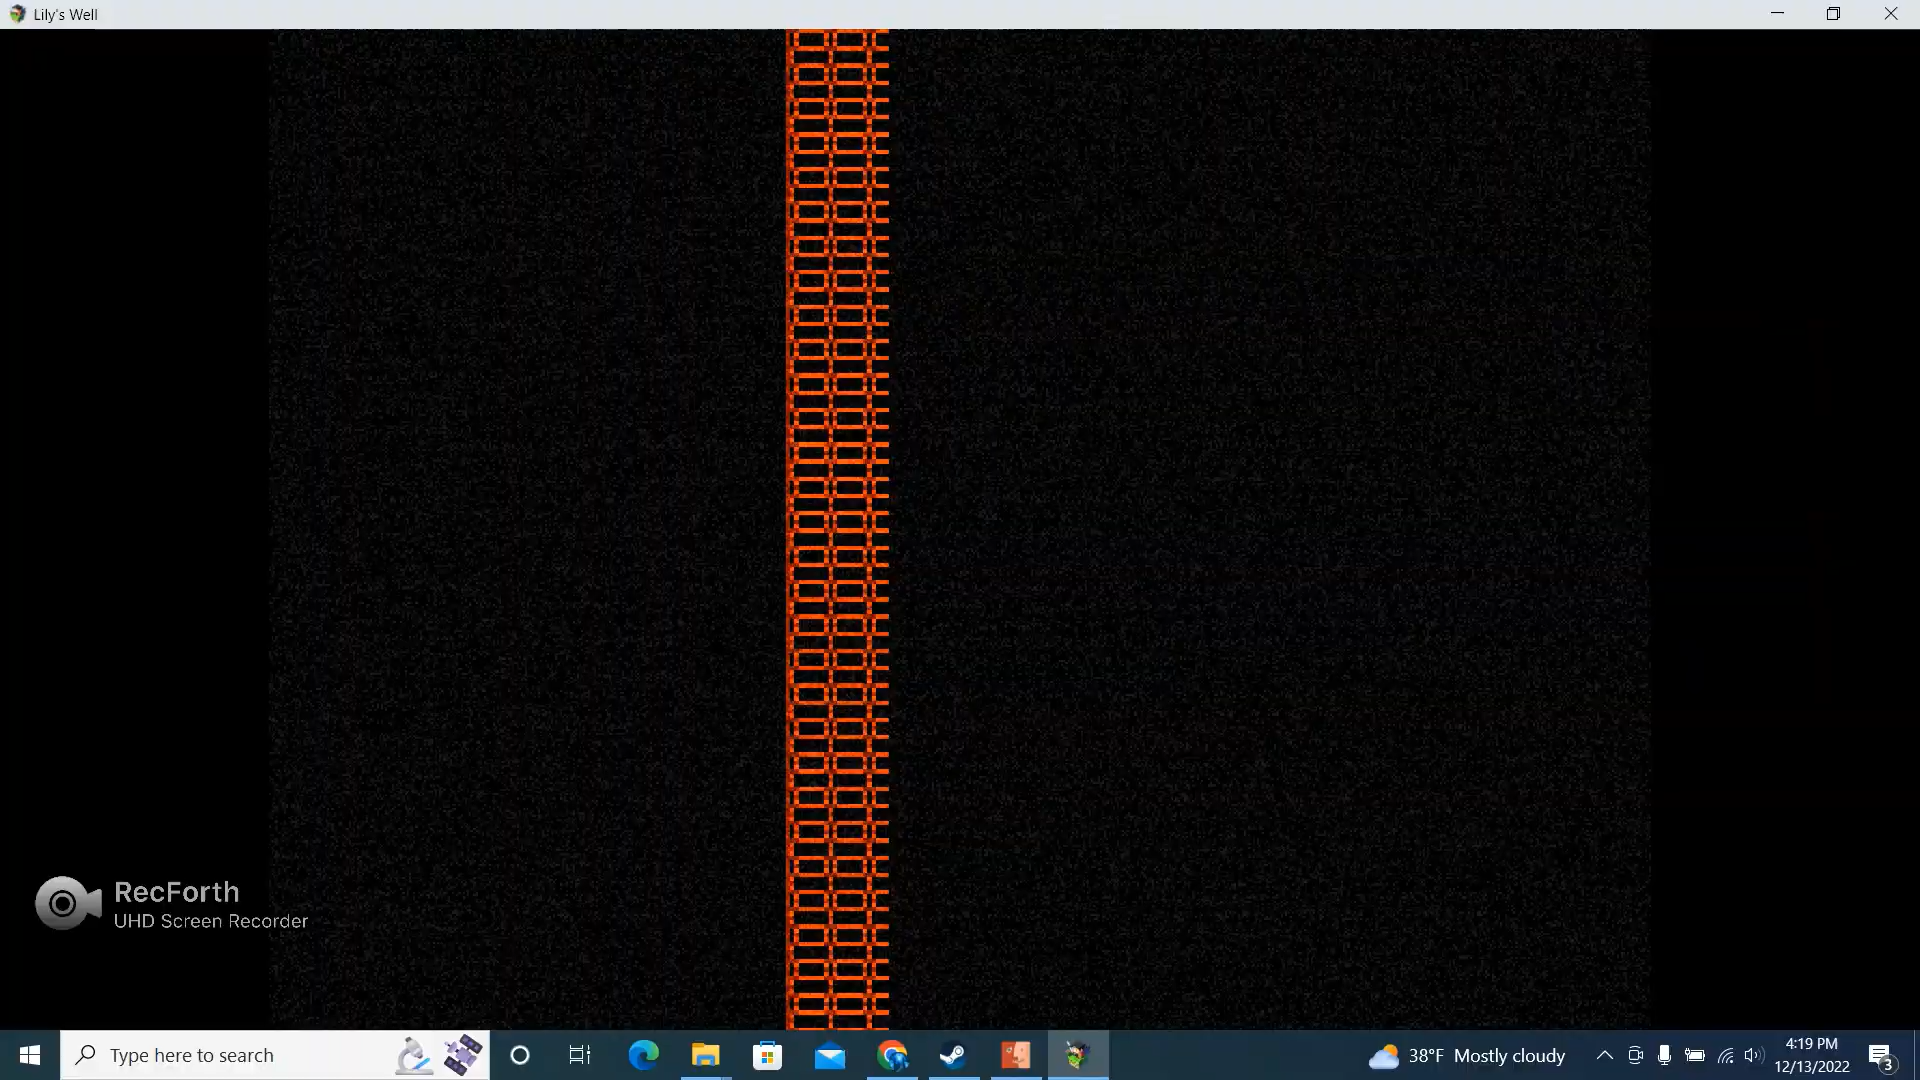 Lily's Well
RecForth
UHD Screen Recorder
Type here to search
38°F Mostly cloudy
4:19 PM
12/13/2022
3